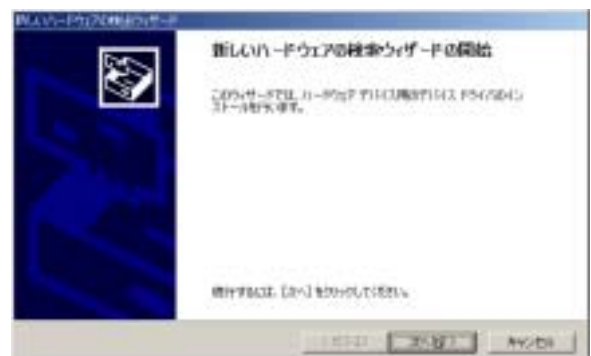 新しいハードウェアの検索ウィザード
新しいハードウェアの検索ウィザードの開始
このウィザードでは、ハードウェア デバイス用のデバイス ドライバのイン
ストールを行います。
続行するには、[次へ] をクリックしてください。
< 戻る(B)
次へ(N) >
キャンセル